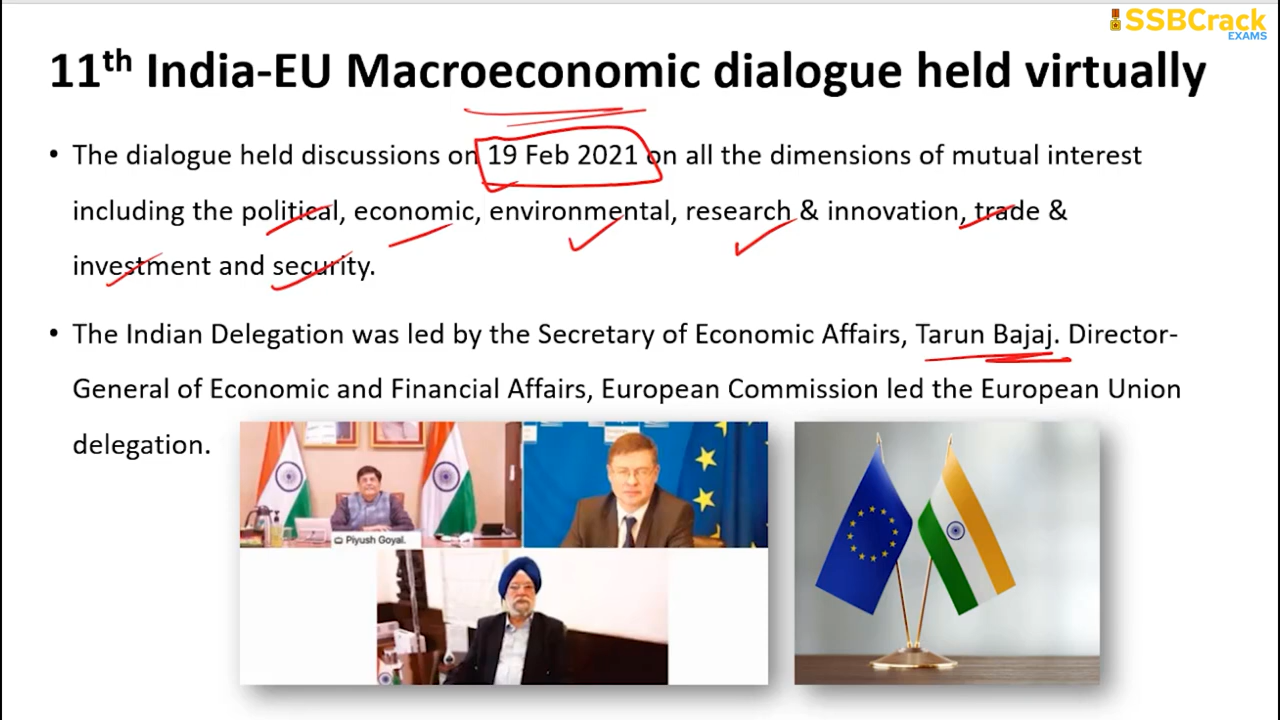 SSBCrack
EXAMS
11th India-EU Macroeconomic dialogue held virtually
• The dialogue held discussions on 19 Feb 2021 on all the dimensions of mutual interest
including the political, economic, environmental, research & innovation, trade &
investment and security.
• The Indian Delegation was led by the Secretary of Economic Affairs, Tarun Bajaj. Director-
General of Economic and Financial Affairs, European Commission led the European Union
delegation.
Piyush Goyal.